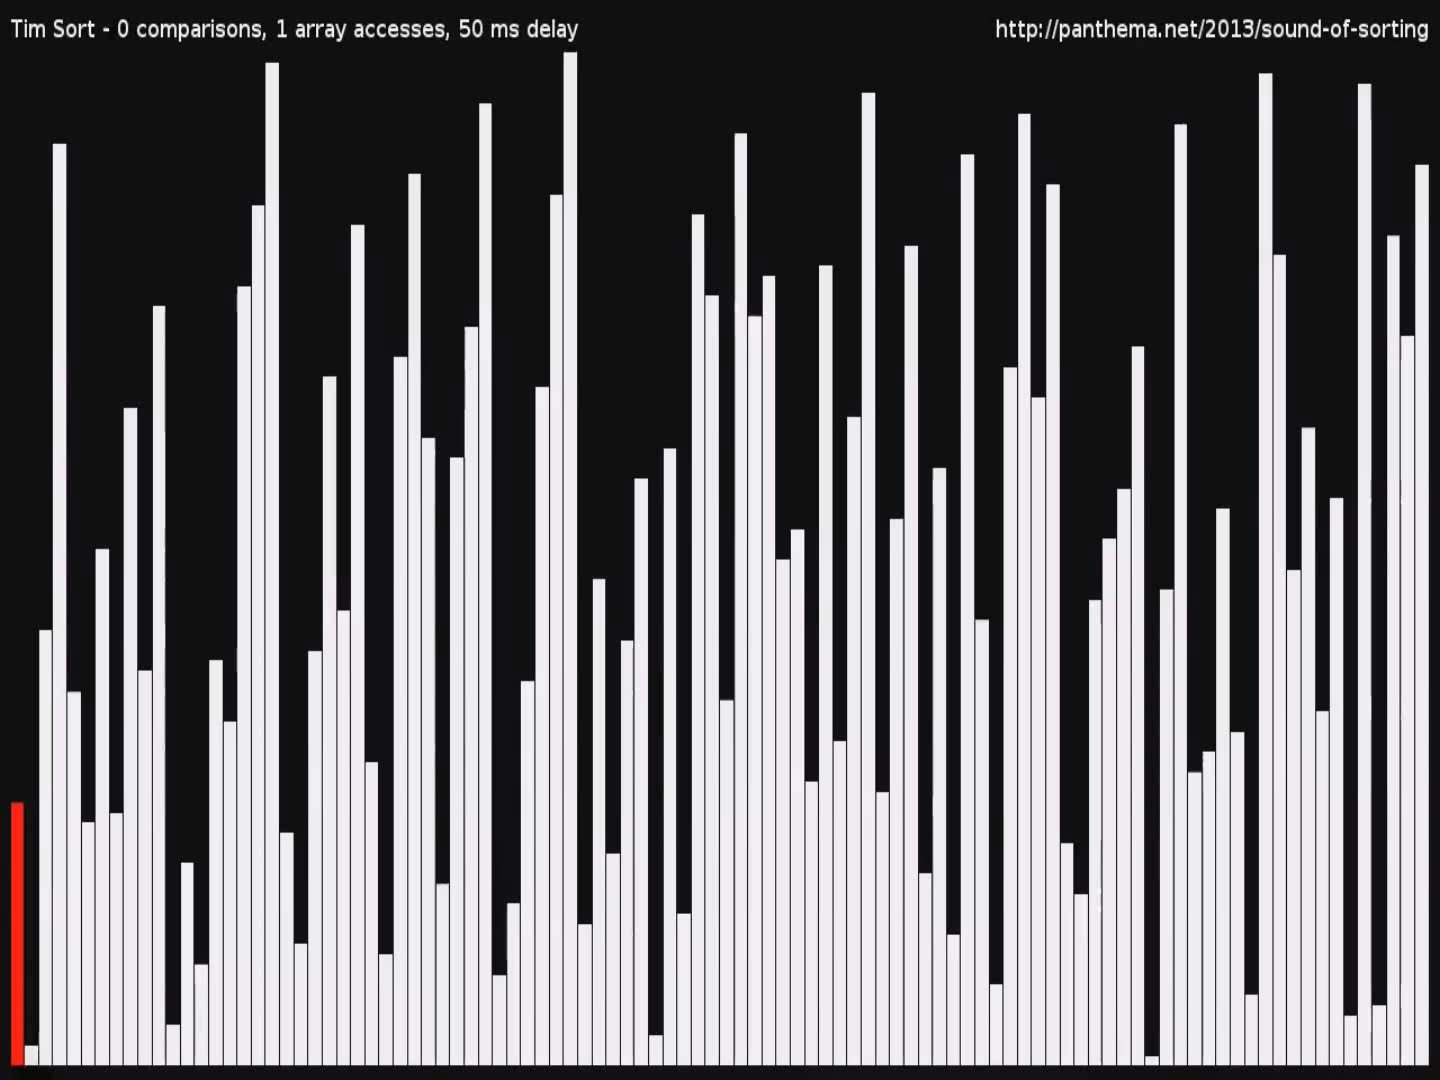 Tim Sort - 0 comparisons, 1 array accesses, 50 ms delay
http://panthema.net/2013/sound-of-sorting